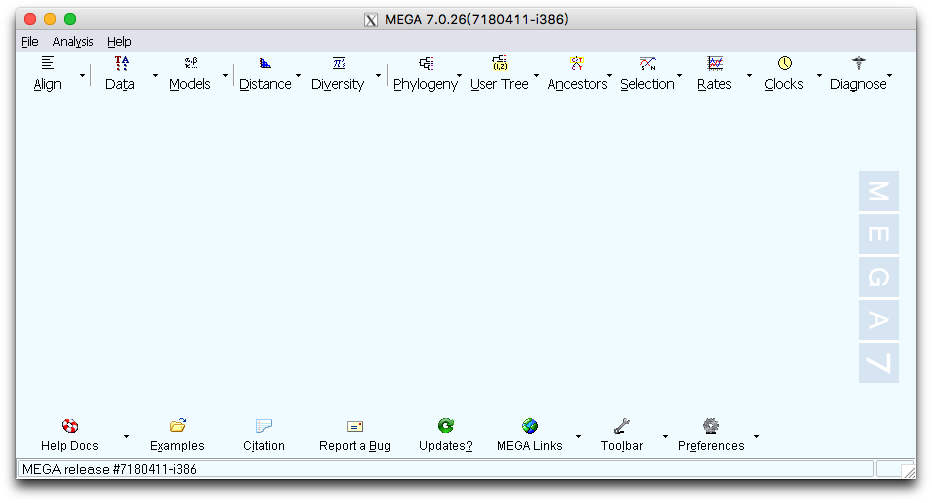 MEGA 7.0.26(7180411-i386)
File Analysis Help
Align Data Models Distance Diversity Phylogeny User Tree Ancestors Selection Rates Clocks Diagnose
M
E
G
A
7
Help Docs Examples Citation Report a Bug Updates? MEGA Links Toolbar Preferences
MEGA release #7180411-i386